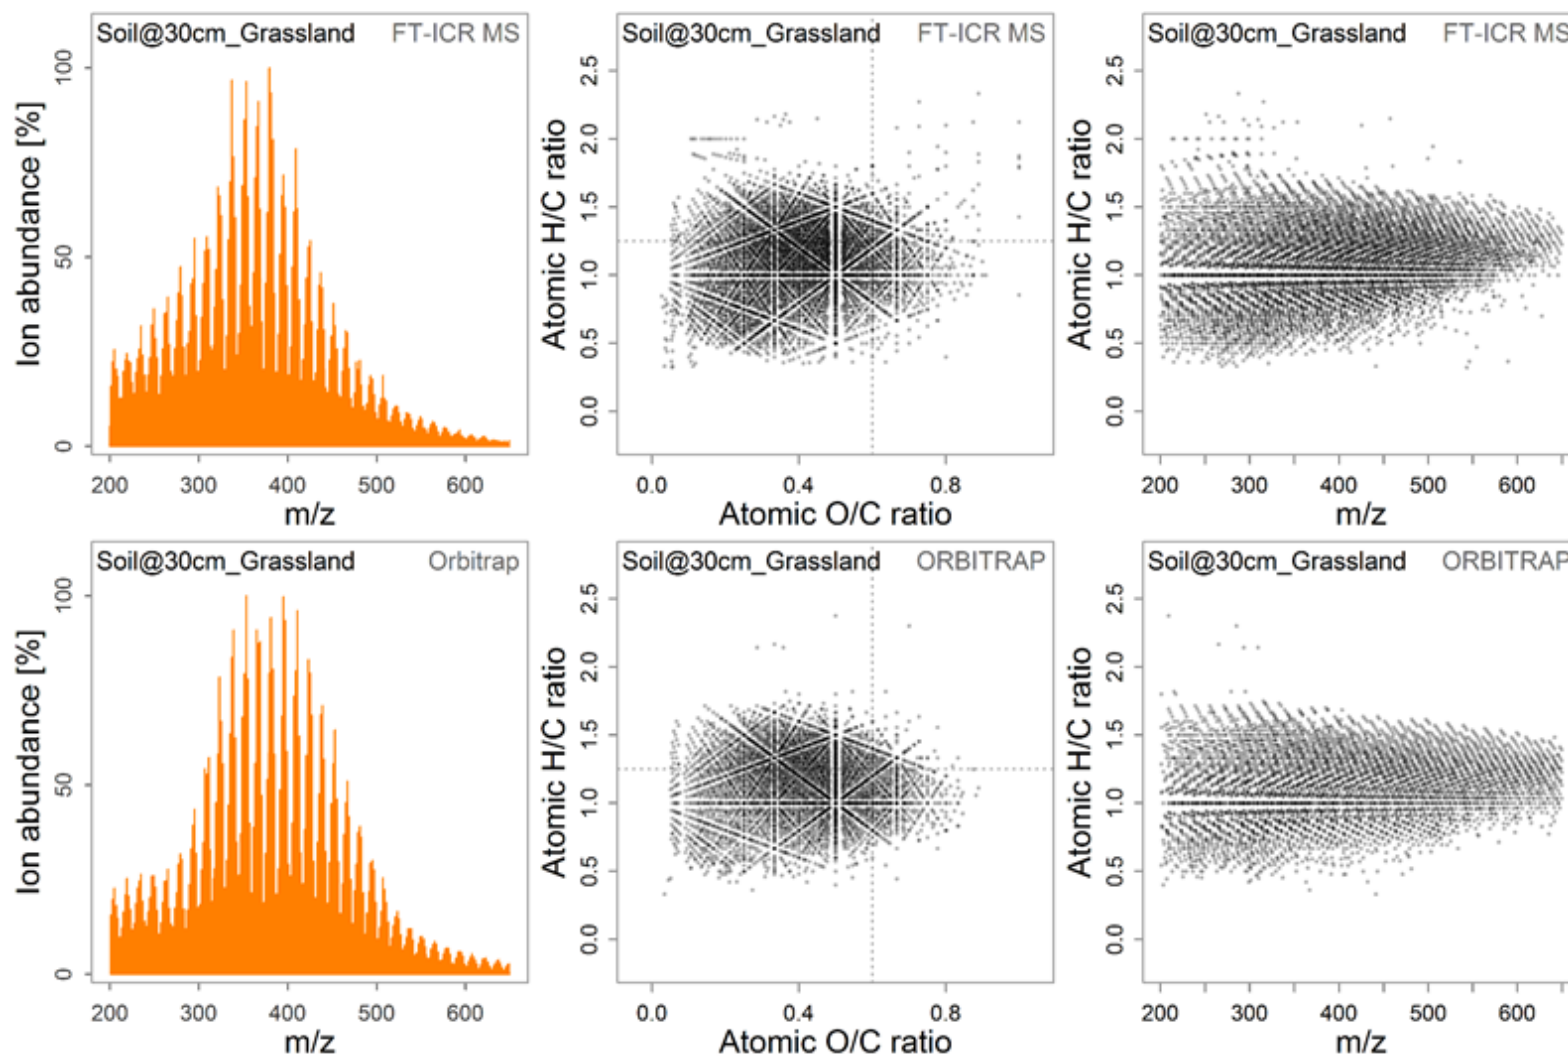 Soil@30cm_Grassland FT-ICR MS
Ion abundance [%]
100
50
0
200 300 400 500 600
m/z
Soil@30cm_Grassland FT-ICR MS
Atomic H/C ratio
2.5
2.0
1.5
1.0
0.5
0.0
0.0 0.4 0.8
Atomic O/C ratio
Soil@30cm_Grassland FT-ICR MS
Atomic H/C ratio
2.5
2.0
1.5
1.0
0.5
0.0
200 300 400 500 600
m/z
Soil@30cm_Grassland Orbitrap
Ion abundance [%]
100
50
0
200 300 400 500 600
m/z
Soil@30cm_Grassland ORBITRAP
Atomic H/C ratio
2.5
2.0
1.5
1.0
0.5
0.0
0.0 0.4 0.8
Atomic O/C ratio
Soil@30cm_Grassland ORBITRAP
Atomic H/C ratio
2.5
2.0
1.5
1.0
0.5
0.0
200 300 400 500 600
m/z